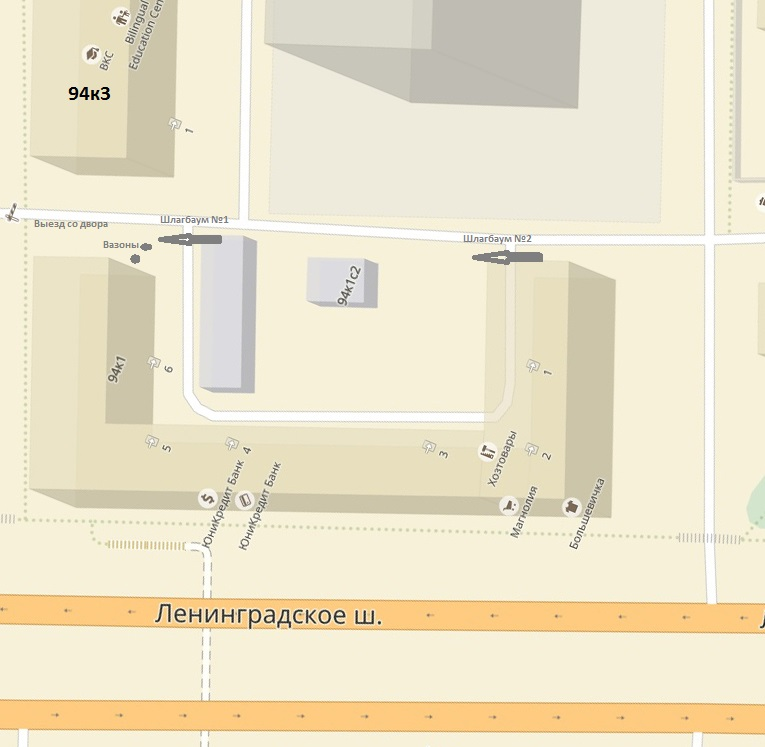 Bilingual
Education Cen
ВКС
94к3
1
Выезд со двора
Шлагбаум №1
Вазоны
Шлагбаум №2
94к1с2
94к1
6
1
5
4
3
2
Хозтовары
ЮниКредит Банк
ЮниКредит Банк
Магнолия
Большевичка
Ленинградское ш.